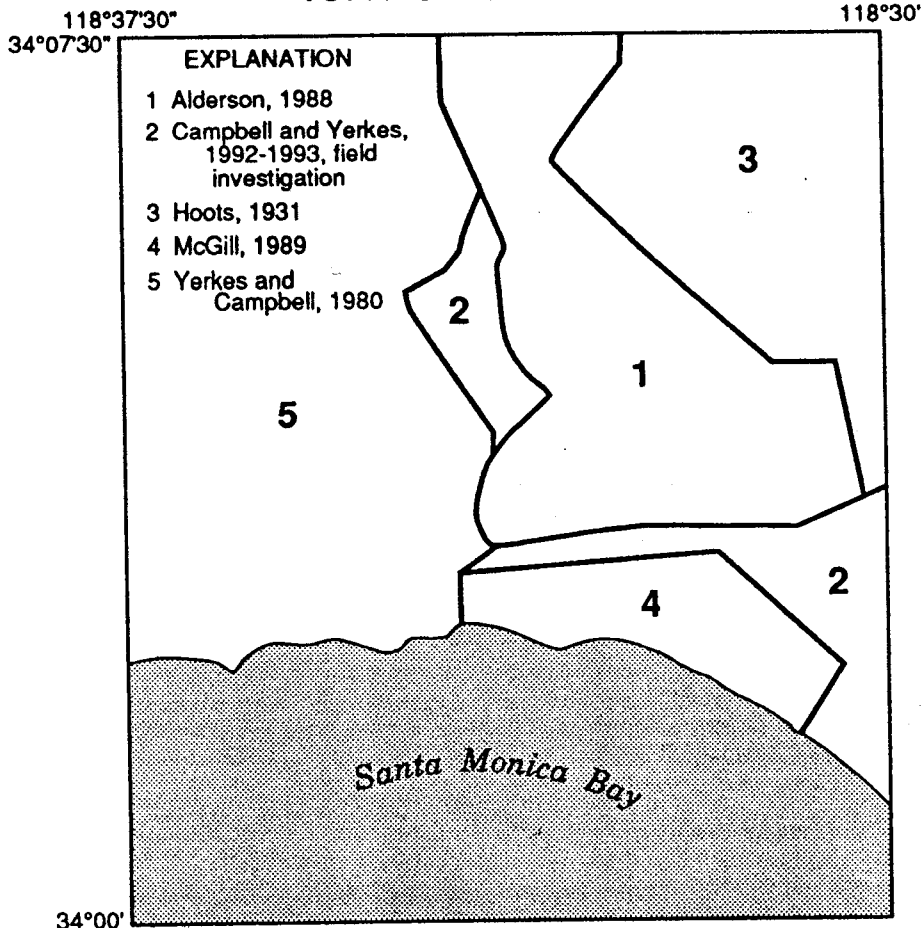 118°37'30"
118°30'
34°07'30"
EXPLANATION
1 Alderson, 1988
2 Campbell and Yerkes,
1992-1993, field
investigation
3 Hoots, 1931
4 McGill, 1989
5 Yerkes and
Campbell, 1980
3
2
1
5
2
4
Santa Monica Bay
34°00'